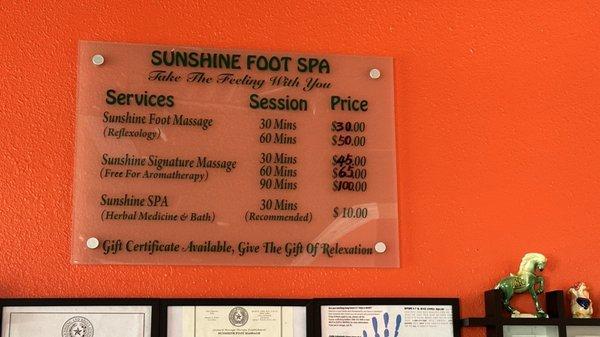 SUNSHINE FOOT SPA
Take The Feeling With You
Services Session Price
Sunshine Foot Massage 30 Mins $30.00
(Reflexology) 60 Mins $50.00
Sunshine Signature Massage 30 Mins $45.00
(Free For Aromatherapy) 60 Mins $65.00
90 Mins $100.00
Sunshine SPA 30 Mins $10.00
(Herbal Medicine & Bath) (Recommended)
Gift Certificate Available, Give The Gift Of Relexation
SUNSHINE FOOT MASSAGE